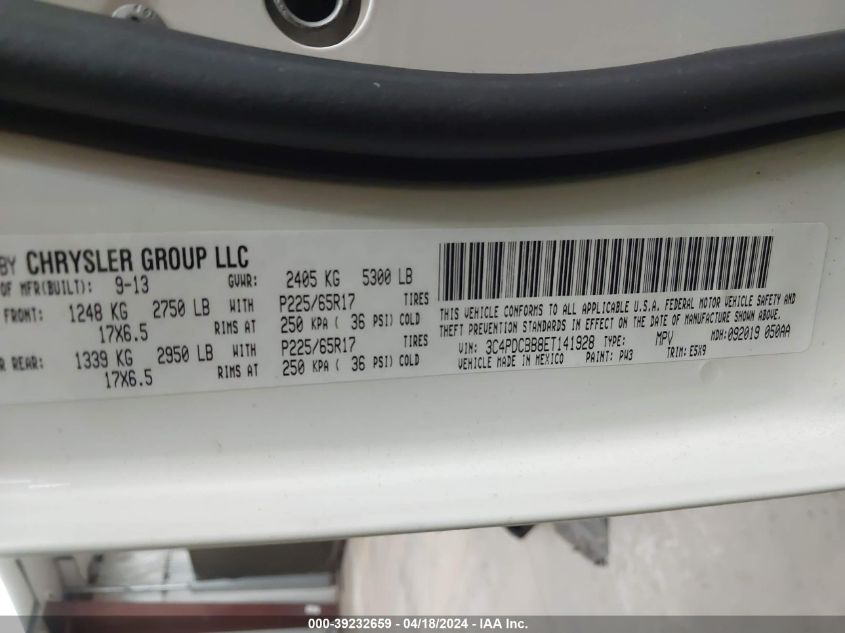 BY CHRYSLER GROUP LLC
OF MFR(BUILT): 9-13 GVWR: 2405 KG 5300 LB
FRONT: 1248 KG 2750 LB WITH P225/65R17 TIRES
17X6.5 RIMS AT 250 KPA ( 36 PSI) COLD
REAR: 1339 KG 2950 LB WITH P225/65R17 TIRES
17X6.5 RIMS AT 250 KPA ( 36 PSI) COLD
THIS VEHICLE CONFORMS TO ALL APPLICABLE U.S.A. FEDERAL MOTOR VEHICLE SAFETY AND
THEFT PREVENTION STANDARDS IN EFFECT ON THE DATE OF MANUFACTURE SHOWN ABOVE.
VIN: 3C4PDCBB8ET141928 TYPE: MPV MDH:092019 050AA
VEHICLE MADE IN MEXICO PAINT: PW3 TRIM: E5X9
000-39232659 - 04/18/2024 - IAA Inc.